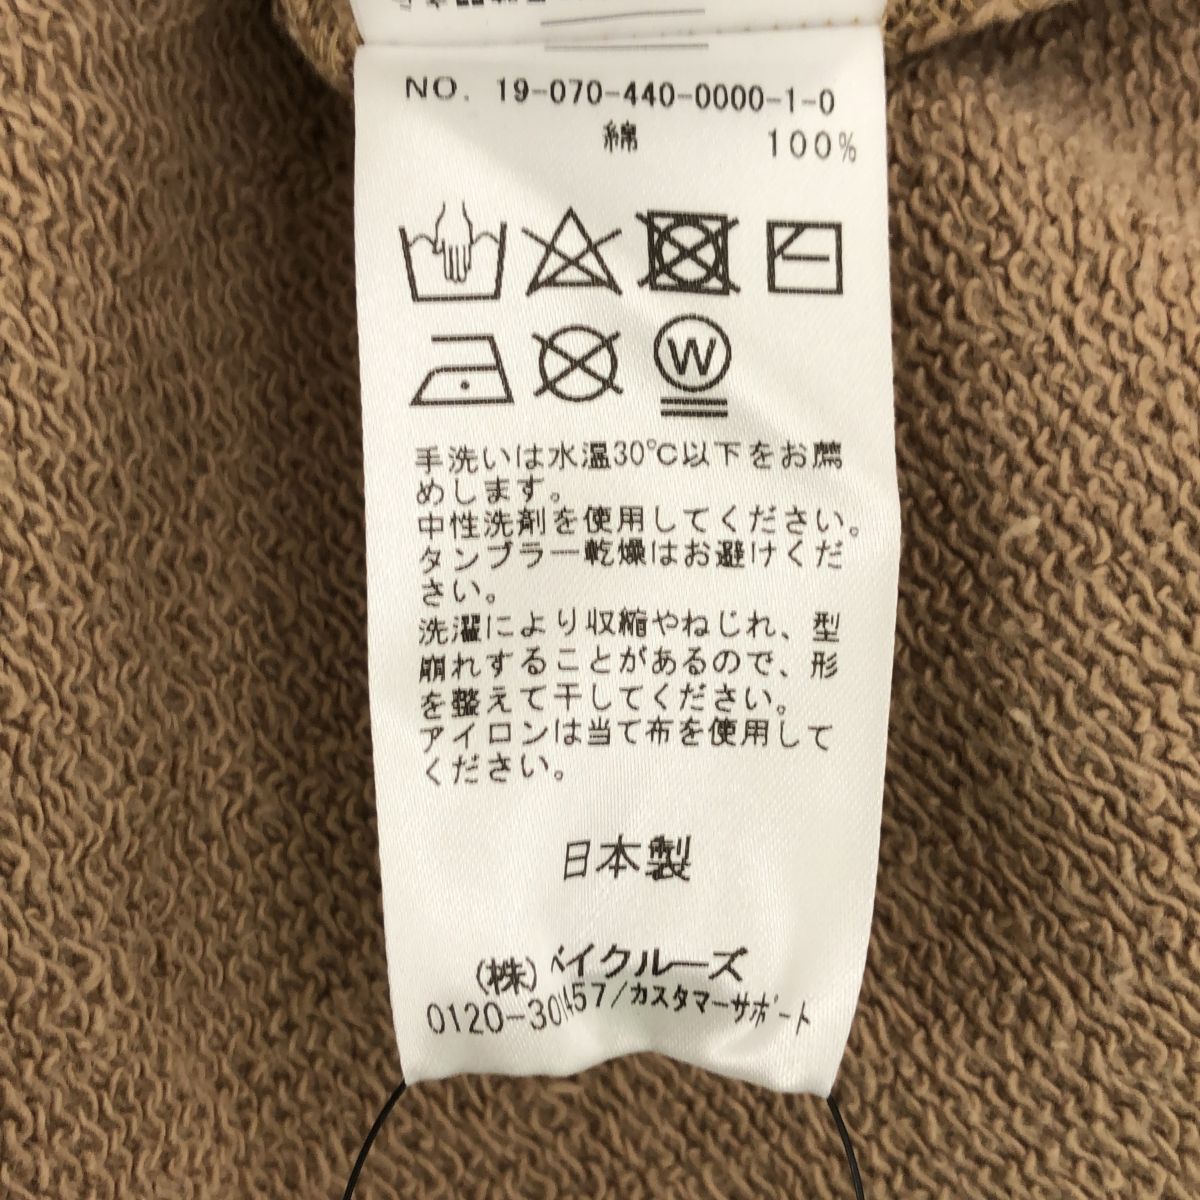 NO. 19-070-440-0000-1-0
綿 100%
W
手洗いは水温30℃以下をお薦
めします。
中性洗剤を使用してください。
タンブラー乾燥はお避けくだ
さい。
洗濯により収縮やねじれ、型
崩れすることがあるので、形
を整えて干してください。
アイロンは当て布を使用して
ください。
日本製
(株)ベイクルーズ
457/カスタマーサポート